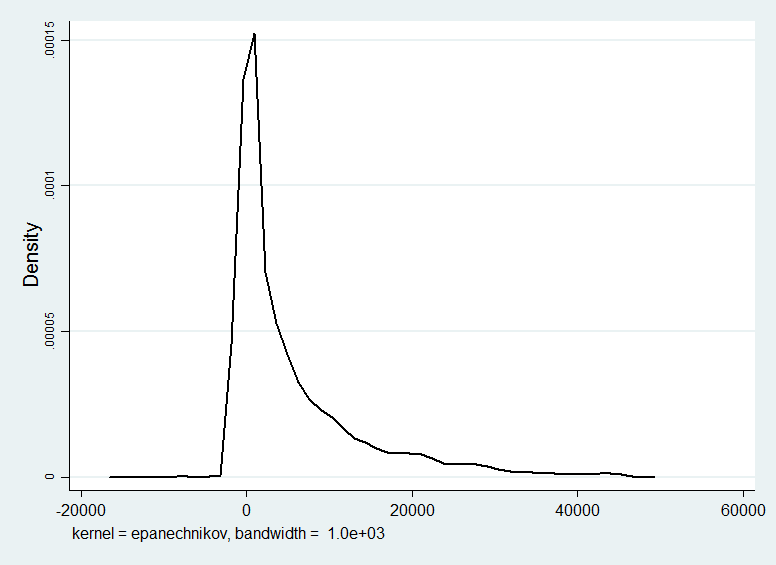 .00015
.0001
.00005
0
Density
-20000 0 20000 40000 60000
kernel = epanechnikov, bandwidth = 1.0e+03